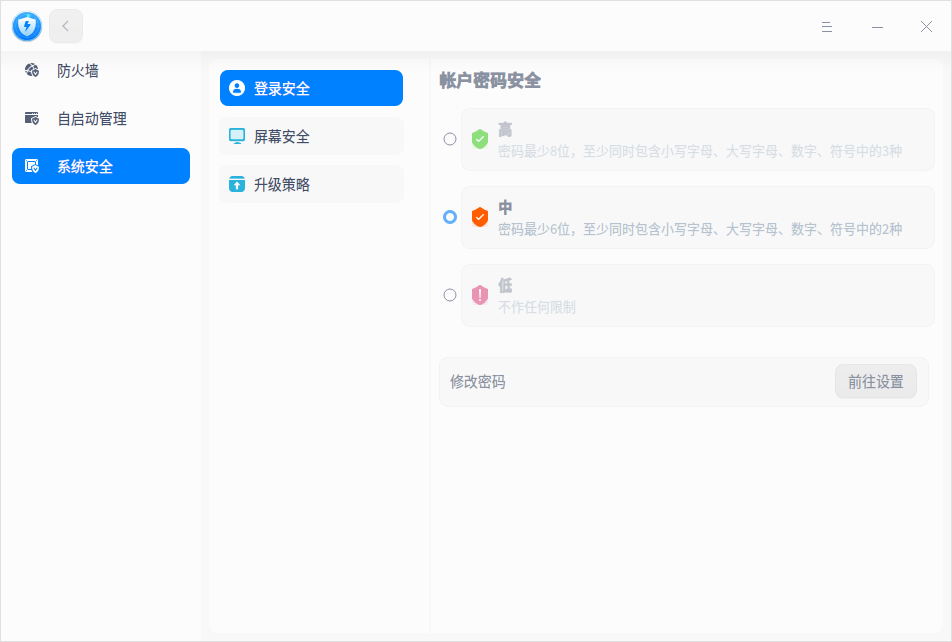 防火墙
自启动管理
系统安全
登录安全
屏幕安全
升级策略
帐户密码安全
高
密码最少8位，至少同时包含小写字母、大写字母、数字、符号中的3种
中
密码最少6位，至少同时包含小写字母、大写字母、数字、符号中的2种
低
不作任何限制
修改密码
前往设置